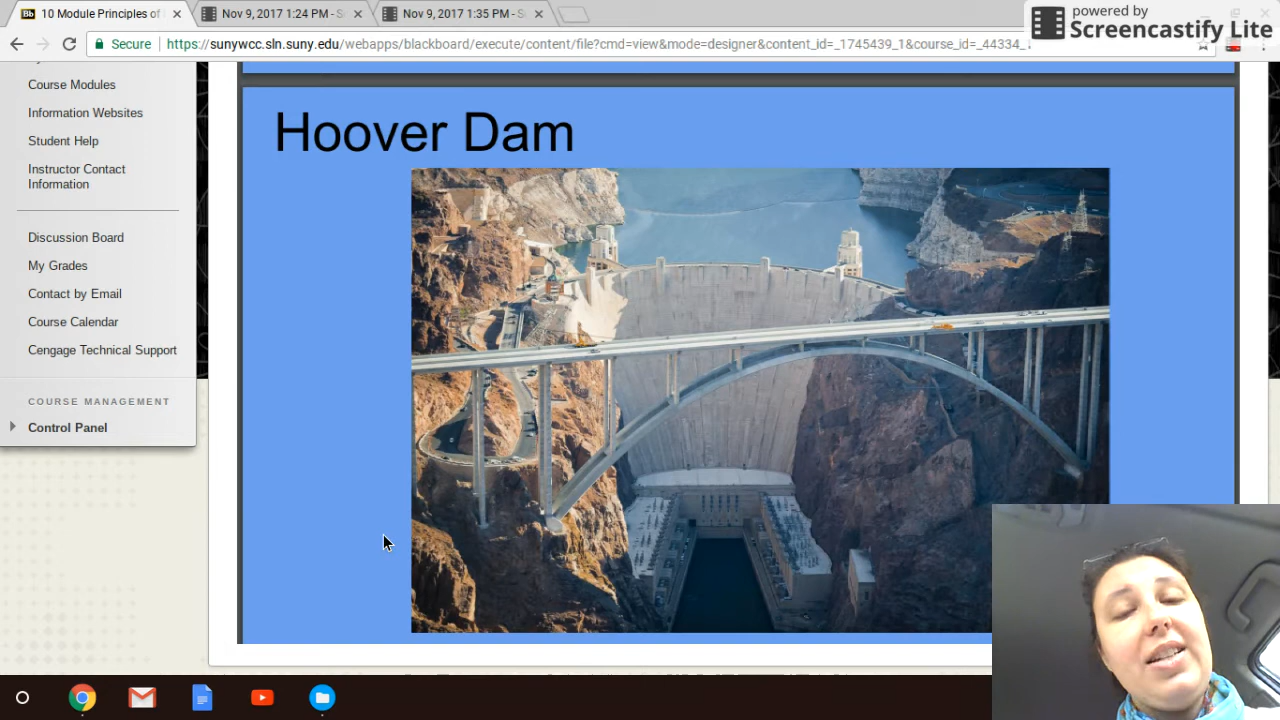 Bb 10 Module Principles of
Nov 9, 2017 1:24 PM - S
Nov 9, 2017 1:35 PM - S
powered by
Screencastify Lite
Secure
https://sunywcc.sln.suny.edu/webapps/blackboard/execute/content/file?cmd=view&mode=designer&content_id=_1745439_1&course_id=_44334_
Course Modules
Information Websites
Student Help
Instructor Contact
Information
Discussion Board
My Grades
Contact by Email
Course Calendar
Cengage Technical Support
COURSE MANAGEMENT
Control Panel
Hoover Dam